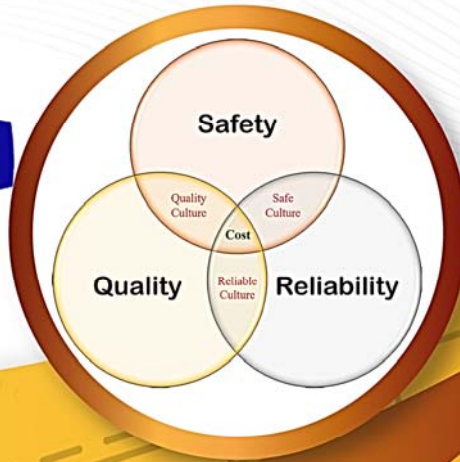 Safety
Quality
Culture
Safe
Culture
Cost
Quality
Reliable
Culture
Reliability